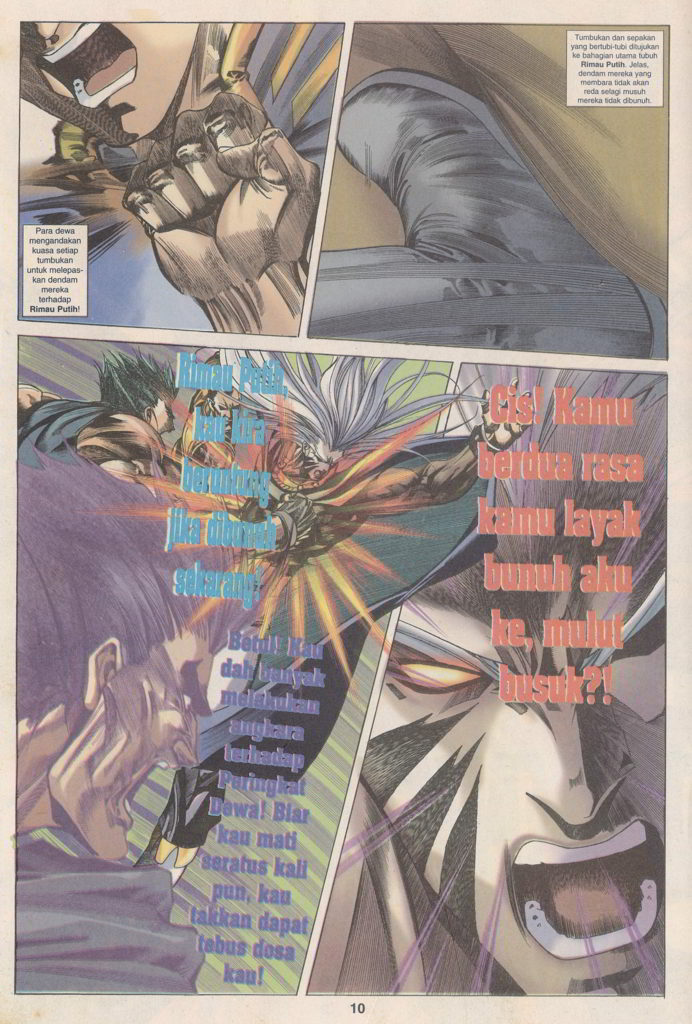 Para dewa
mengandakan
kuasa setiap
tumbukan
untuk melepas-
kan dendam
mereka
terhadap
Rimau Putih!
Tumbukan dan sepakan
yang bertubi-tubi ditujukan
ke bahagian utama tubuh
Rimau Putih. Jelas,
dendam mereka yang
membara tidak akan
reda selagi musuh
mereka tidak dibunuh.
Rimau Putih,
kau kira
beruntung
jika dibunuh
sekarang!
Betul! Kau
dah banyak
melakukan
angkara
terhadap
Peringkat
Dewa! Biar
kau mati
seratus kali
pun, kau
takkan dapat
tebus dosa
kau!
Cis! Kamu
berdua rasa
kamu layak
bunuh aku
ke, mulut
busuk?!
10